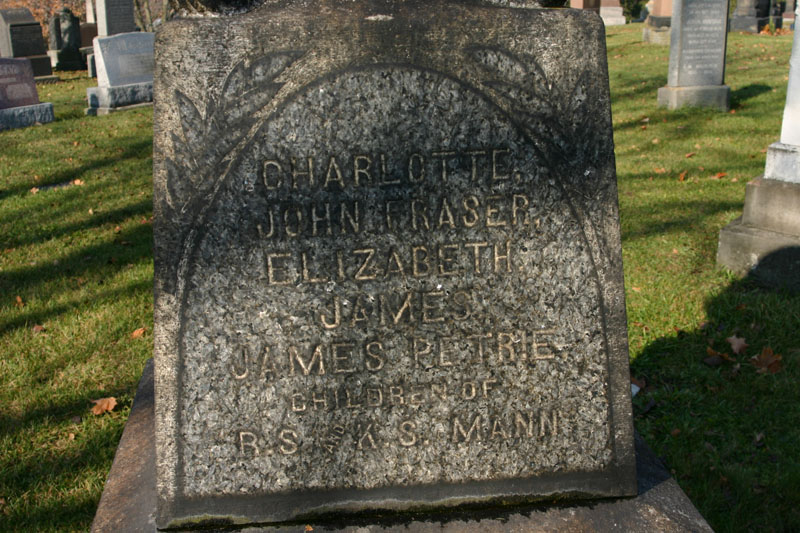 CHARLOTTE.
JOHN FRASER.
ELIZABETH.
JAMES.
JAMES PETRIE.
CHILDREN OF
R.S. AND K.S. MANN